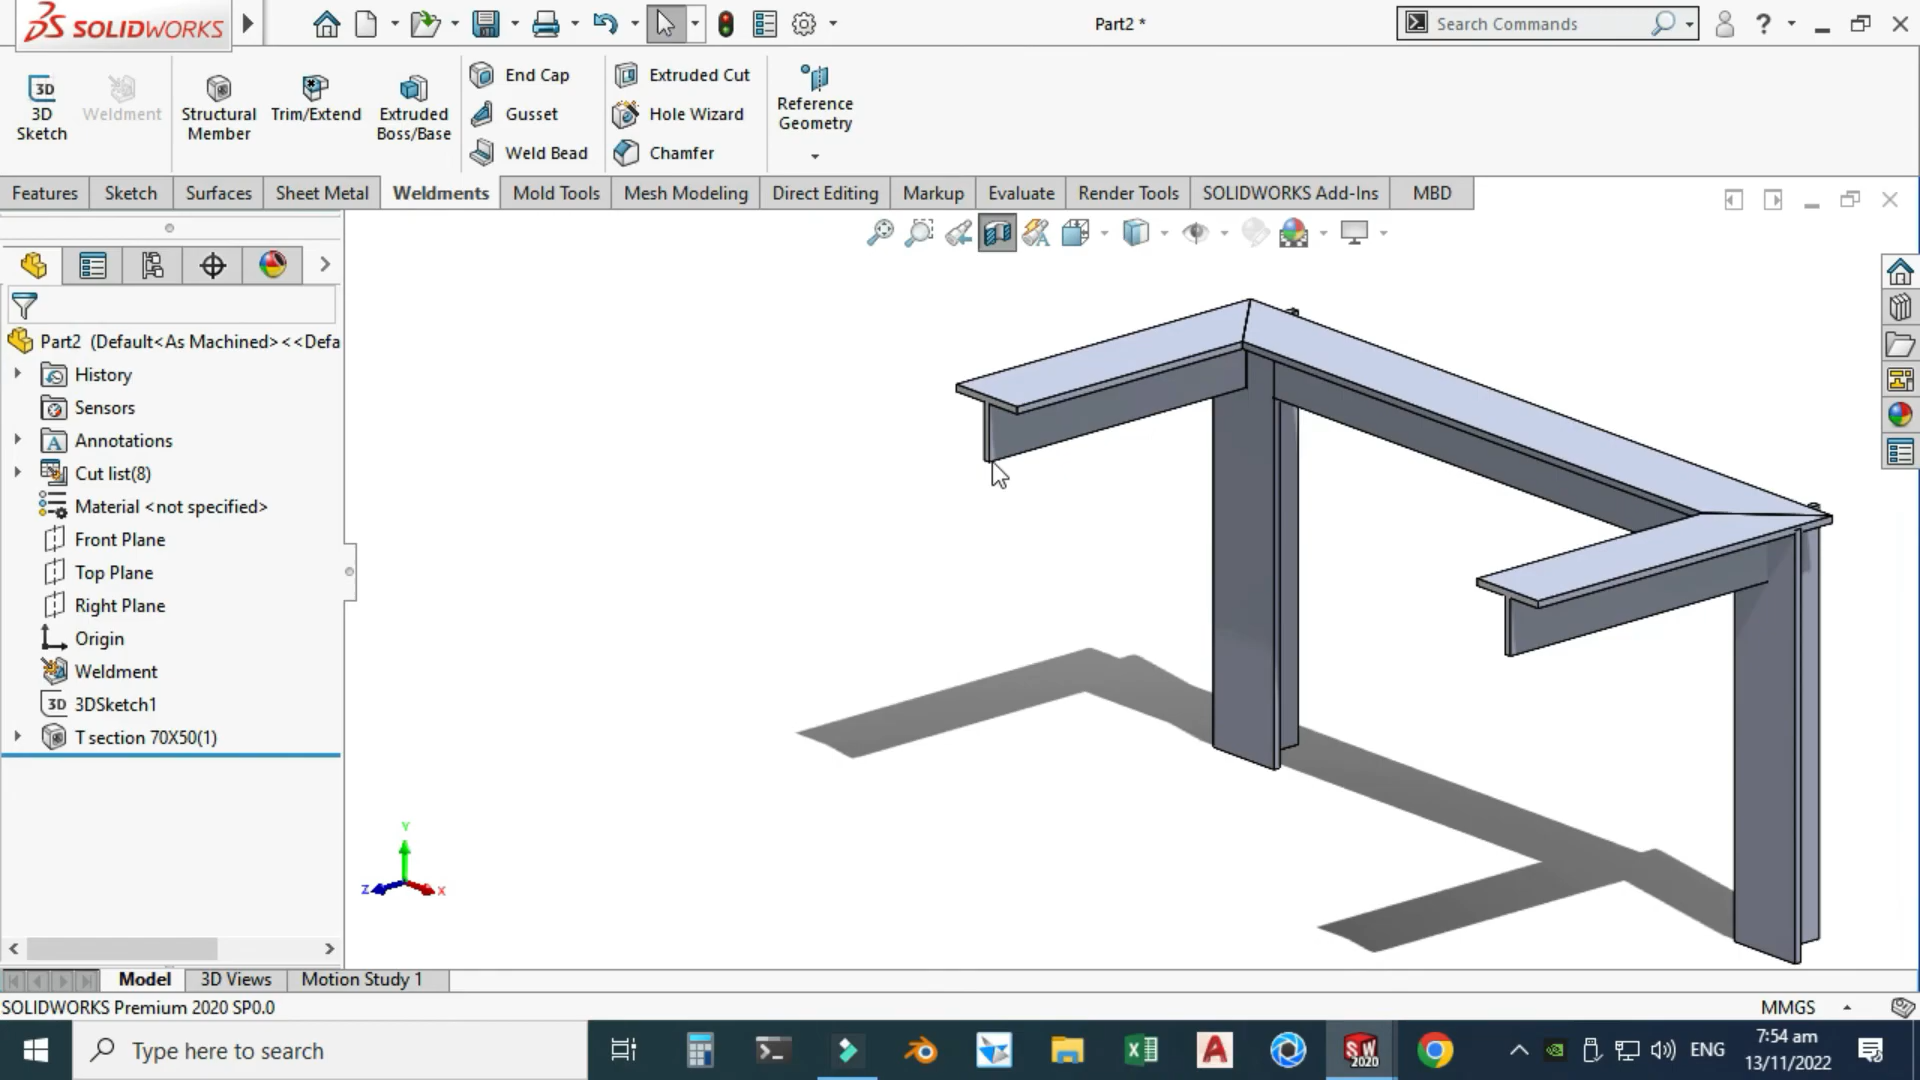 SOLIDWORKS
Part2 *
Search Commands
3D Sketch
Weldment
Structural Member
Trim/Extend
Extruded Boss/Base
End Cap
Gusset
Weld Bead
Extruded Cut
Hole Wizard
Chamfer
Reference Geometry
Features
Sketch
Surfaces
Sheet Metal
Weldments
Mold Tools
Mesh Modeling
Direct Editing
Markup
Evaluate
Render Tools
SOLIDWORKS Add-Ins
MBD
Part2 (Default<As Machined><<Defa
History
Sensors
Annotations
Cut list(8)
Material <not specified>
Front Plane
Top Plane
Right Plane
Origin
Weldment
3D 3DSketch1
T section 70X50(1)
Y
Z
X
Model
3D Views
Motion Study 1
SOLIDWORKS Premium 2020 SP0.0
MMGS
Type here to search
SW
2020
ENG
7:54 am
13/11/2022